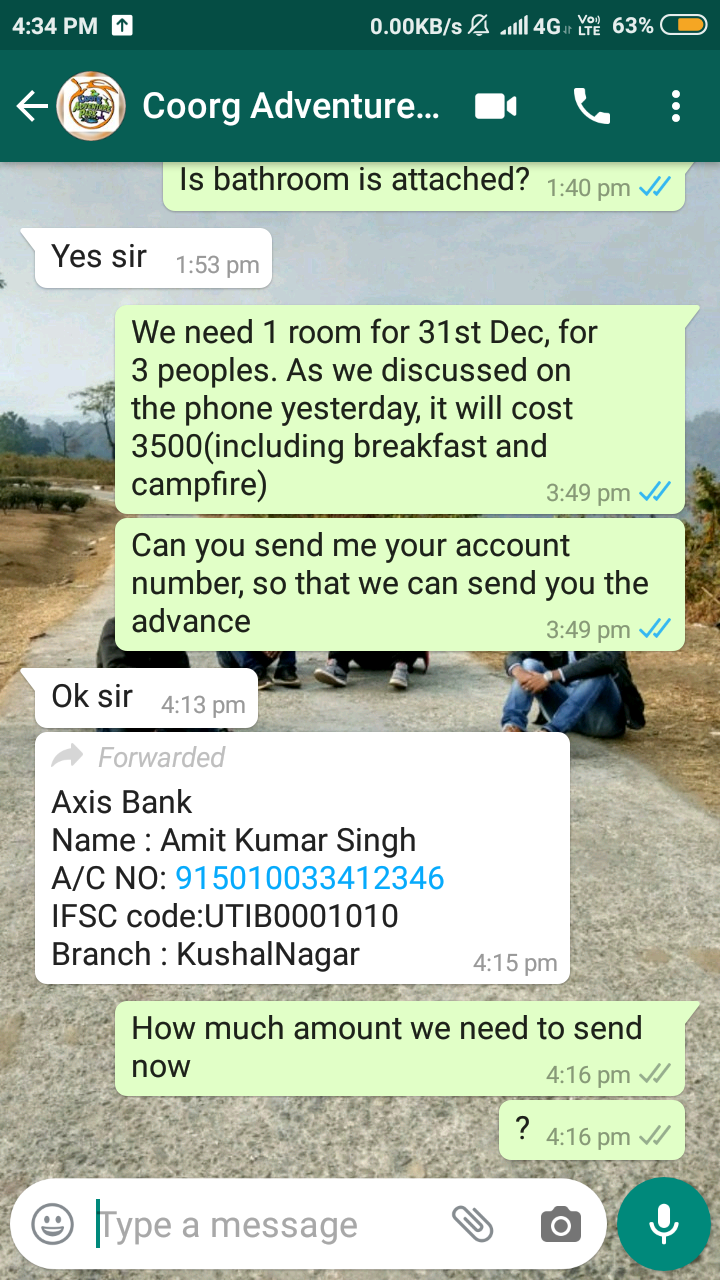 4:34 PM
0.00KB/s 4G VoLTE 63%
Coorg Adventure...
Is bathroom is attached? 1:40 pm
Yes sir 1:53 pm
We need 1 room for 31st Dec, for
3 peoples. As we discussed on
the phone yesterday, it will cost
3500(including breakfast and
campfire) 3:49 pm
Can you send me your account
number, so that we can send you the
advance 3:49 pm
Ok sir 4:13 pm
Forwarded
Axis Bank
Name : Amit Kumar Singh
A/C NO: 915010033412346
IFSC code:UTIB0001010
Branch : KushalNagar 4:15 pm
How much amount we need to send
now 4:16 pm
? 4:16 pm
Type a message